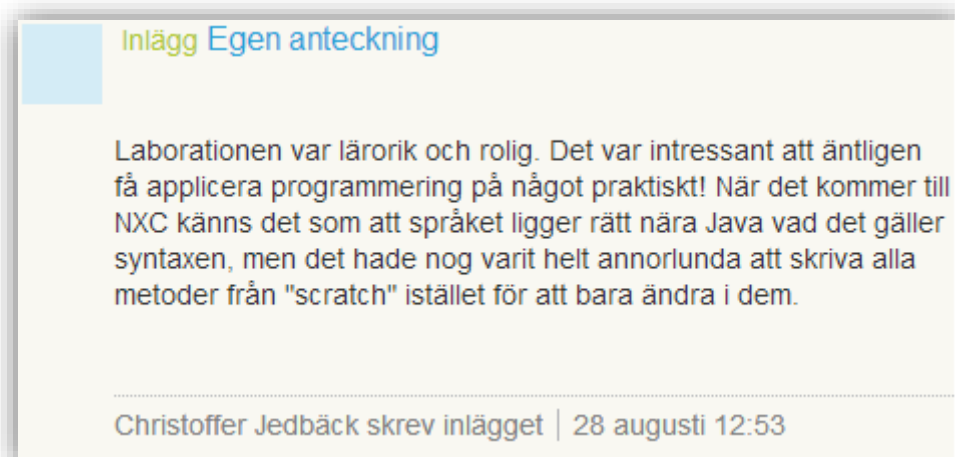 Inlägg Egen anteckning
Laborationen var lärorik och rolig. Det var intressant att äntligen
få applicera programmering på något praktiskt! När det kommer till
NXC känns det som att språket ligger rätt nära Java vad det gäller
syntaxen, men det hade nog varit helt annorlunda att skriva alla
metoder från "scratch" istället för att bara ändra i dem.
Christoffer Jedbäck skrev inlägget | 28 augusti 12:53